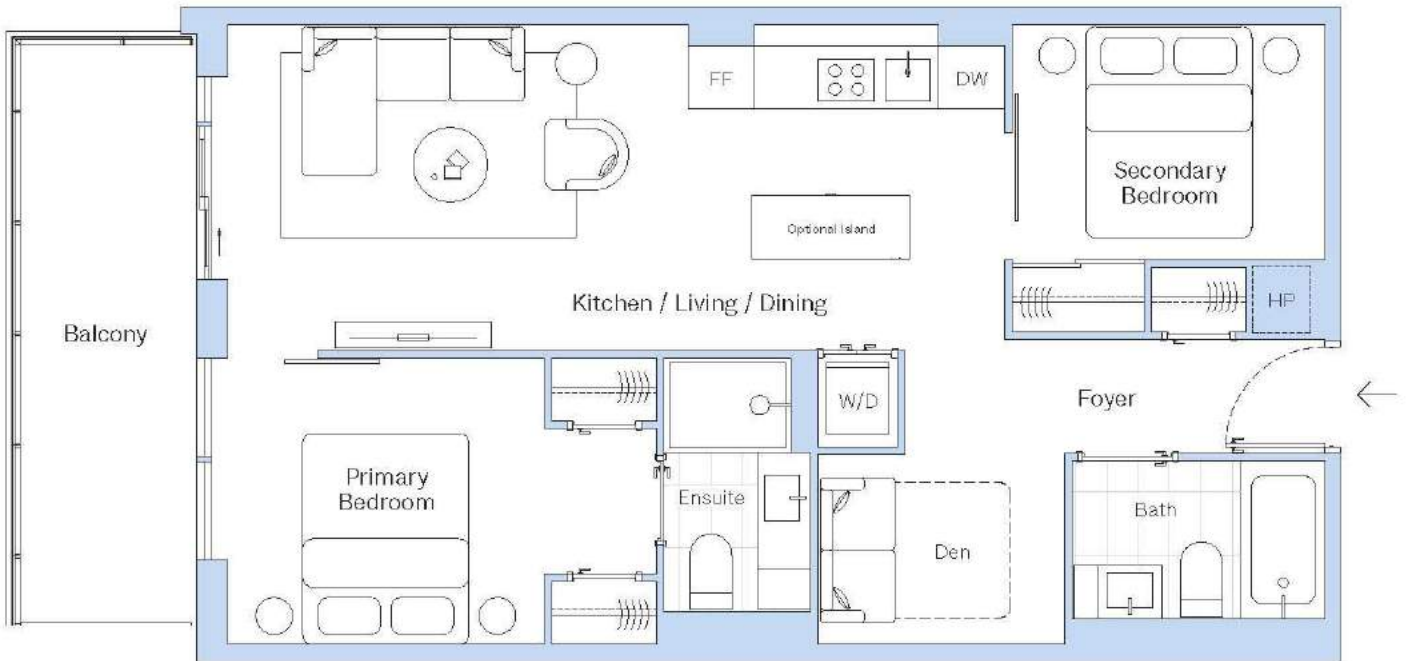 FF
DW
Secondary
Bedroom
Optional Island
Kitchen / Living / Dining
HP
Balcony
W/D
Foyer
Primary
Bedroom
Ensuite
Bath
Den